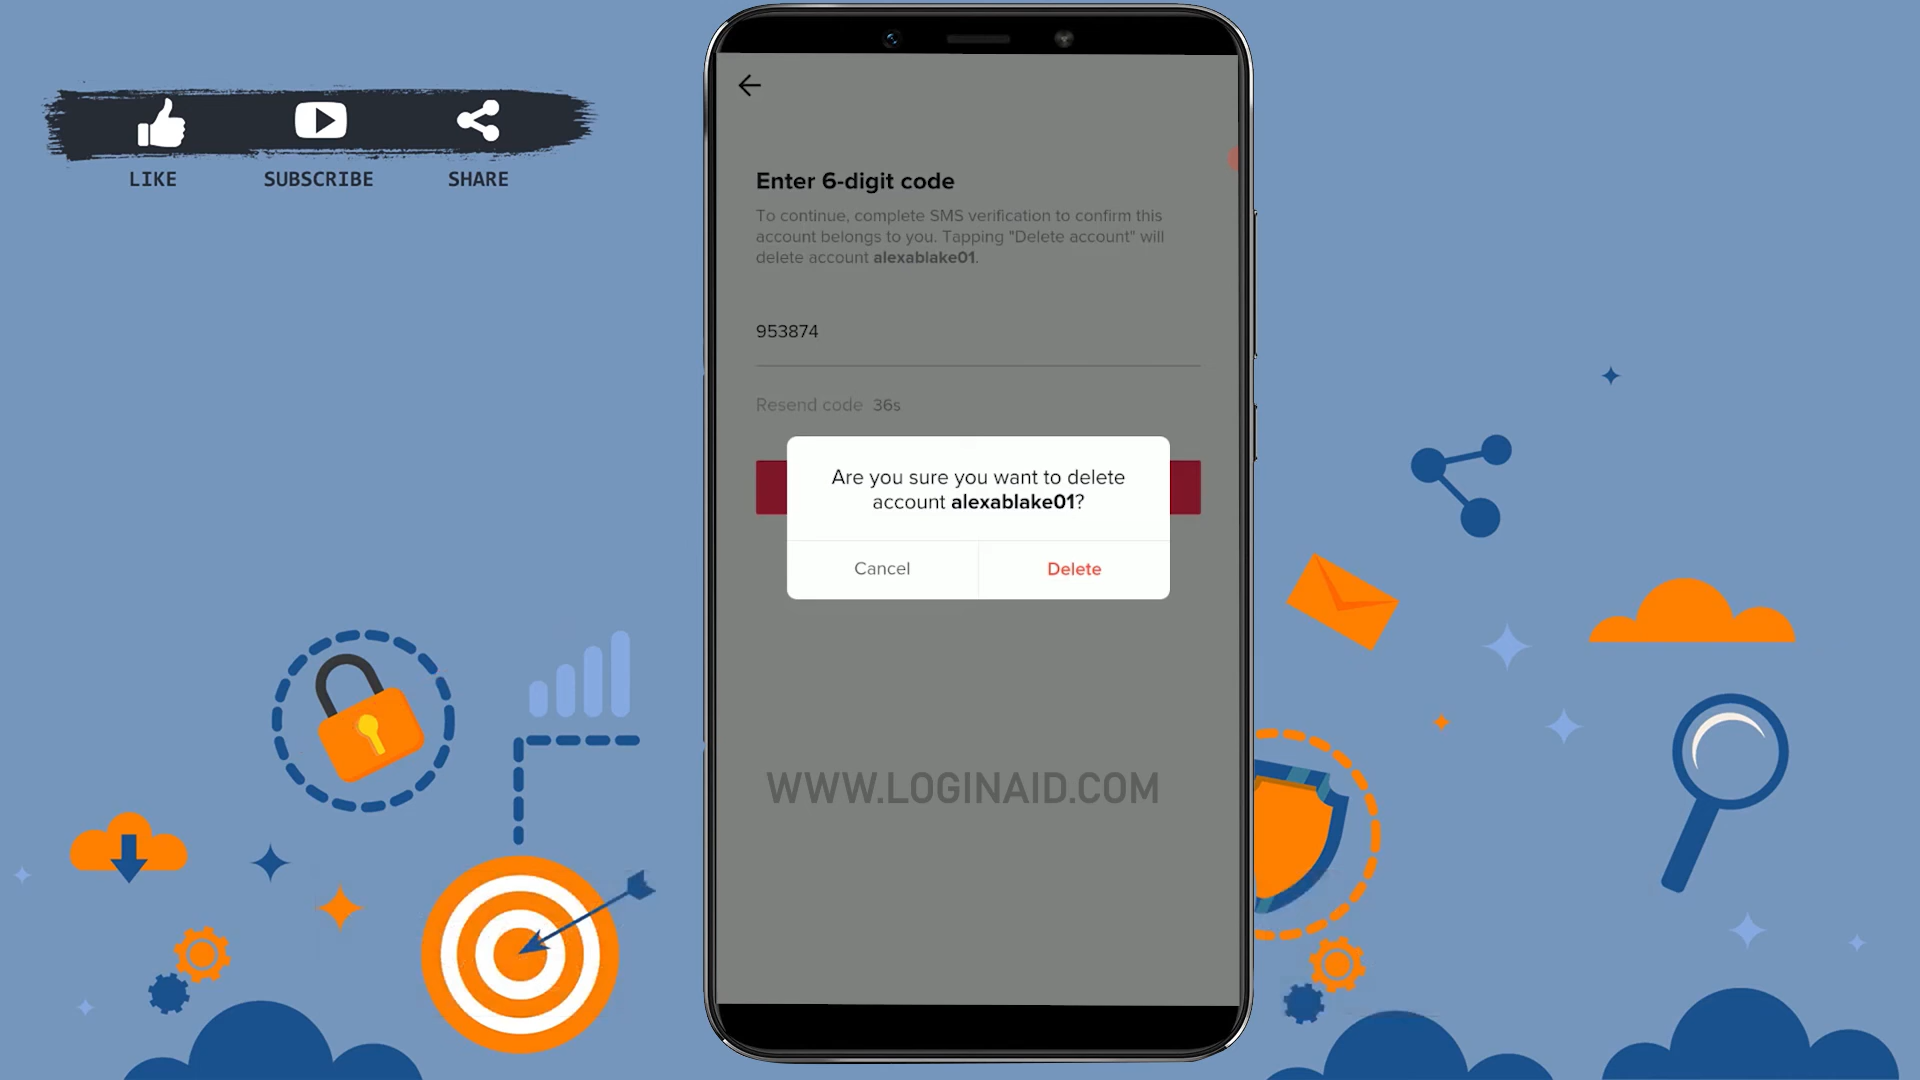 LIKE SUBSCRIBE SHARE
Enter 6-digit code
To continue, complete SMS verification to confirm this
account belongs to you. Tapping "Delete account" will
delete account alexablake01.
953874
Resend code 36s
Are you sure you want to delete
account alexablake01?
Cancel Delete
WWW.LOGINAID.COM